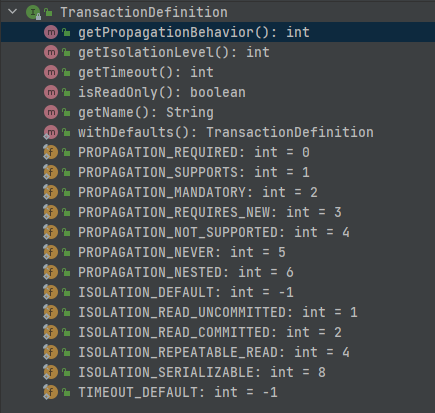 TransactionDefinition
getPropagationBehavior(): int
getIsolationLevel(): int
getTimeout(): int
isReadOnly(): boolean
getName(): String
withDefaults(): TransactionDefinition
PROPAGATION_REQUIRED: int = 0
PROPAGATION_SUPPORTS: int = 1
PROPAGATION_MANDATORY: int = 2
PROPAGATION_REQUIRES_NEW: int = 3
PROPAGATION_NOT_SUPPORTED: int = 4
PROPAGATION_NEVER: int = 5
PROPAGATION_NESTED: int = 6
ISOLATION_DEFAULT: int = -1
ISOLATION_READ_UNCOMMITTED: int = 1
ISOLATION_READ_COMMITTED: int = 2
ISOLATION_REPEATABLE_READ: int = 4
ISOLATION_SERIALIZABLE: int = 8
TIMEOUT_DEFAULT: int = -1